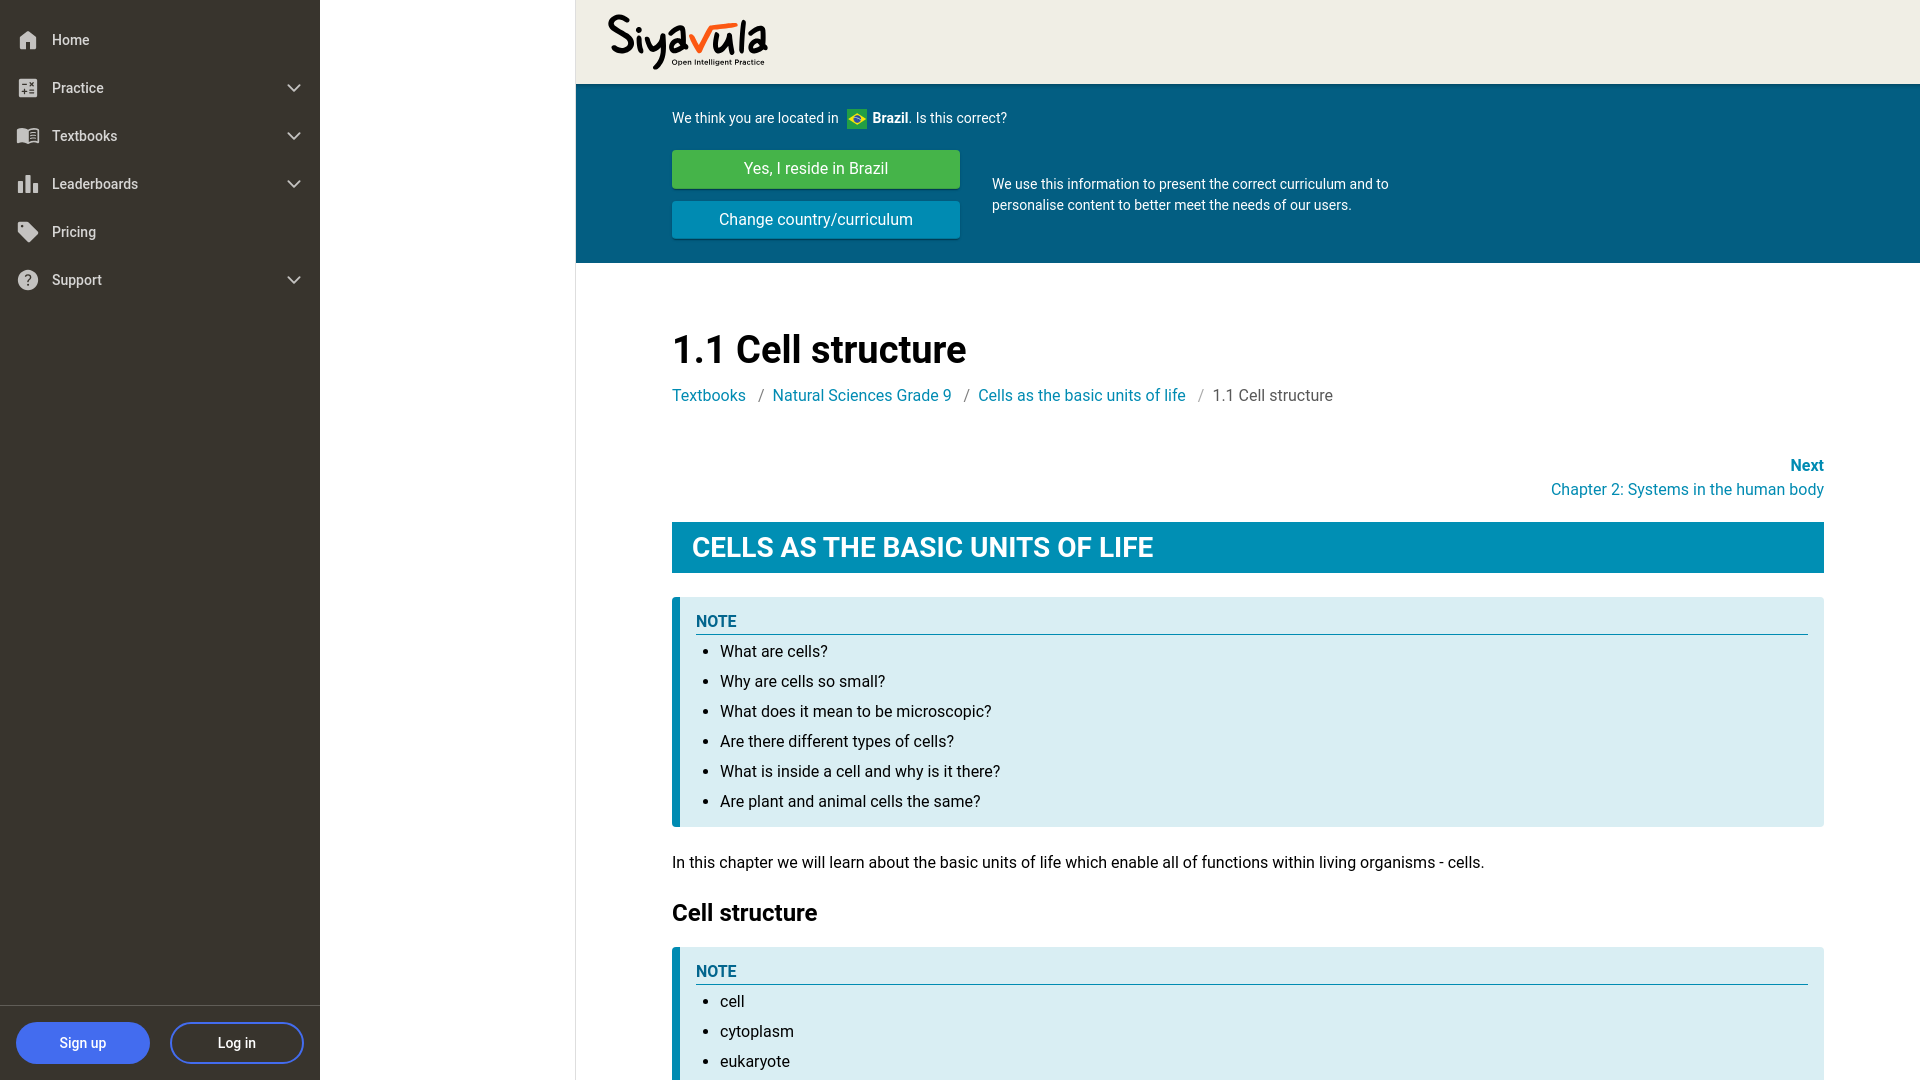 Home
Practice
Textbooks
Leaderboards
Pricing
Support
Sign up
Log in
Siyavula
Open Intelligent Practice
We think you are located in Brazil. Is this correct?
Yes, I reside in Brazil
Change country/curriculum
We use this information to present the correct curriculum and to
personalise content to better meet the needs of our users.
1.1 Cell structure
Textbooks / Natural Sciences Grade 9 / Cells as the basic units of life / 1.1 Cell structure
Next
Chapter 2: Systems in the human body
CELLS AS THE BASIC UNITS OF LIFE
NOTE
• What are cells?
• Why are cells so small?
• What does it mean to be microscopic?
• Are there different types of cells?
• What is inside a cell and why is it there?
• Are plant and animal cells the same?
In this chapter we will learn about the basic units of life which enable all of functions within living organisms - cells.
Cell structure
NOTE
• cell
• cytoplasm
• eukaryote